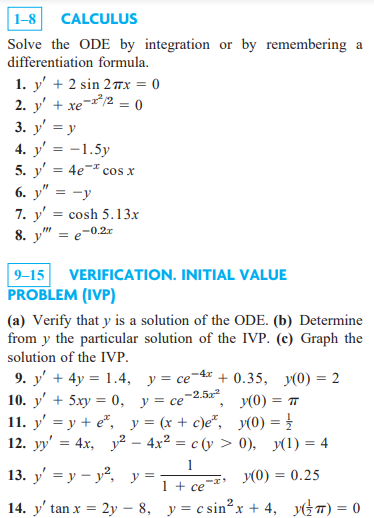 1–8 CALCULUS
Solve the ODE by integration or by remembering a
differentiation formula.
1. y′ + 2 sin 2πx = 0
2. y′ + xe^(−x²/2) = 0
3. y′ = y
4. y′ = −1.5y
5. y′ = 4e^(−x) cos x
6. y″ = −y
7. y′ = cosh 5.13x
8. y‴ = e^(−0.2x)
9–15 VERIFICATION. INITIAL VALUE
PROBLEM (IVP)
(a) Verify that y is a solution of the ODE. (b) Determine
from y the particular solution of the IVP. (c) Graph the
solution of the IVP.
9. y′ + 4y = 1.4, y = ce^(−4x) + 0.35, y(0) = 2
10. y′ + 5xy = 0, y = ce^(−2.5x²), y(0) = π
11. y′ = y + e^x, y = (x + c)e^x, y(0) = ½
12. yy′ = 4x, y² − 4x² = c (y > 0), y(1) = 4
13. y′ = y − y², y = 1/(1 + ce^(−x)), y(0) = 0.25
14. y′ tan x = 2y − 8, y = c sin² x + 4, y(½π) = 0